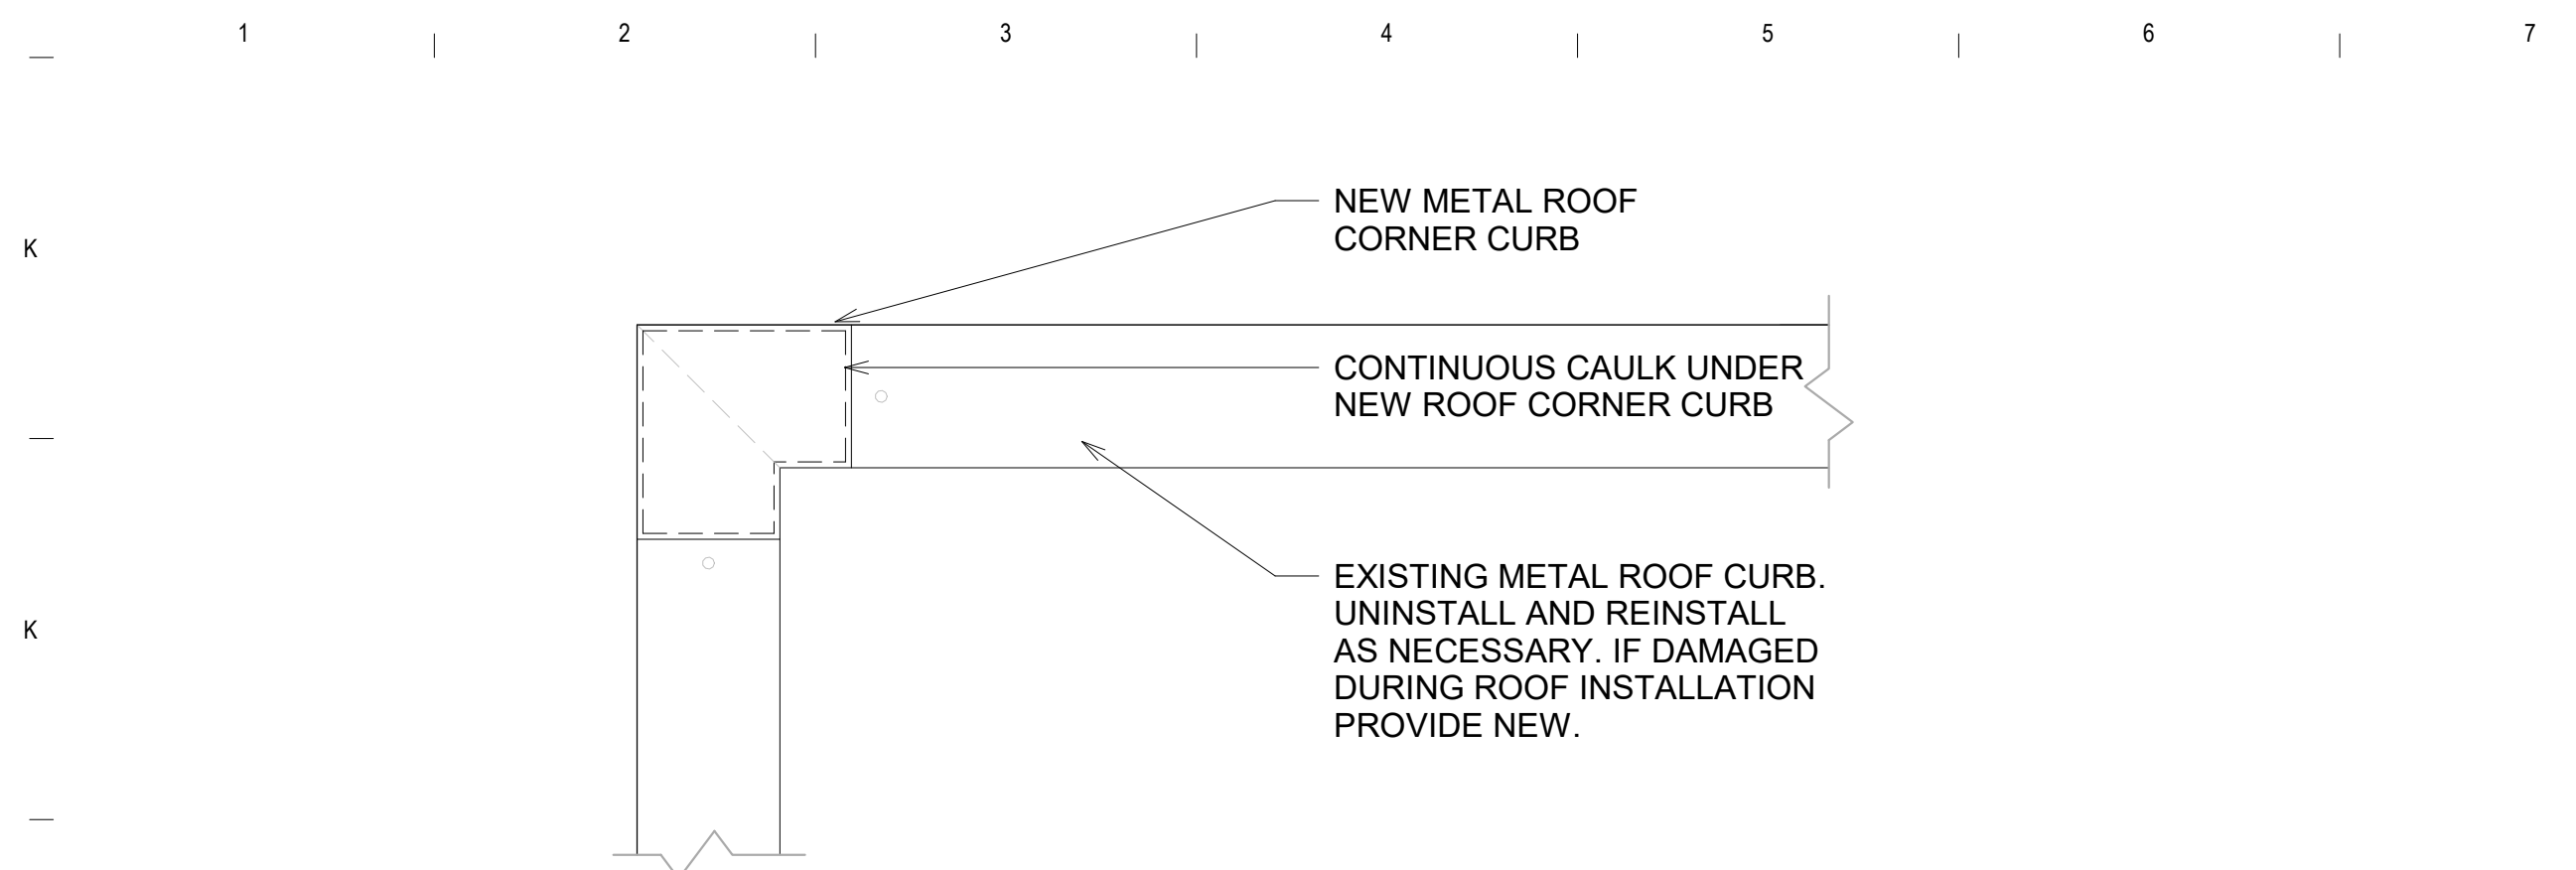 1 2 3 4 5 6 7
NEW METAL ROOF
CORNER CURB
K
CONTINUOUS CAULK UNDER
NEW ROOF CORNER CURB
EXISTING METAL ROOF CURB.
UNINSTALL AND REINSTALL
K
AS NECESSARY. IF DAMAGED
DURING ROOF INSTALLATION
PROVIDE NEW.